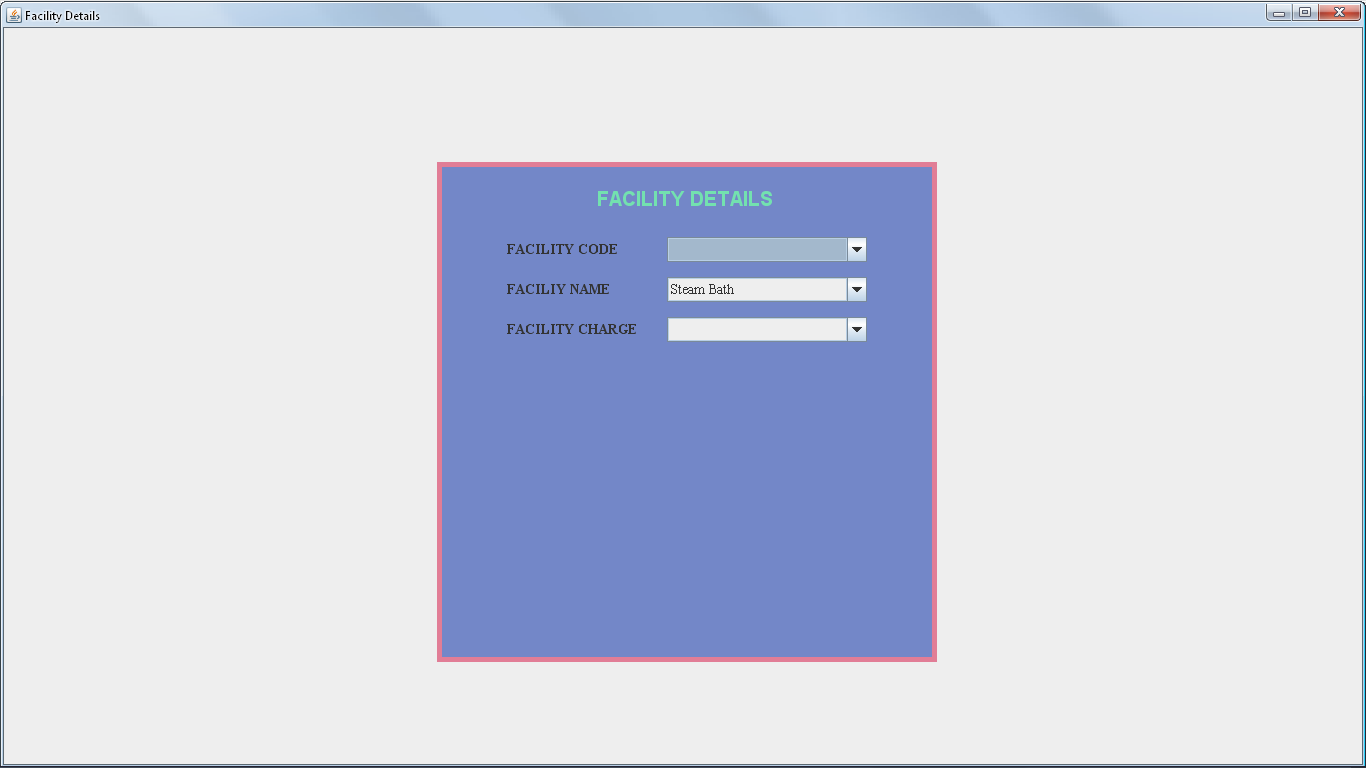 Facility Details
FACILITY DETAILS
FACILITY CODE
FACILIY NAME Steam Bath
FACILITY CHARGE